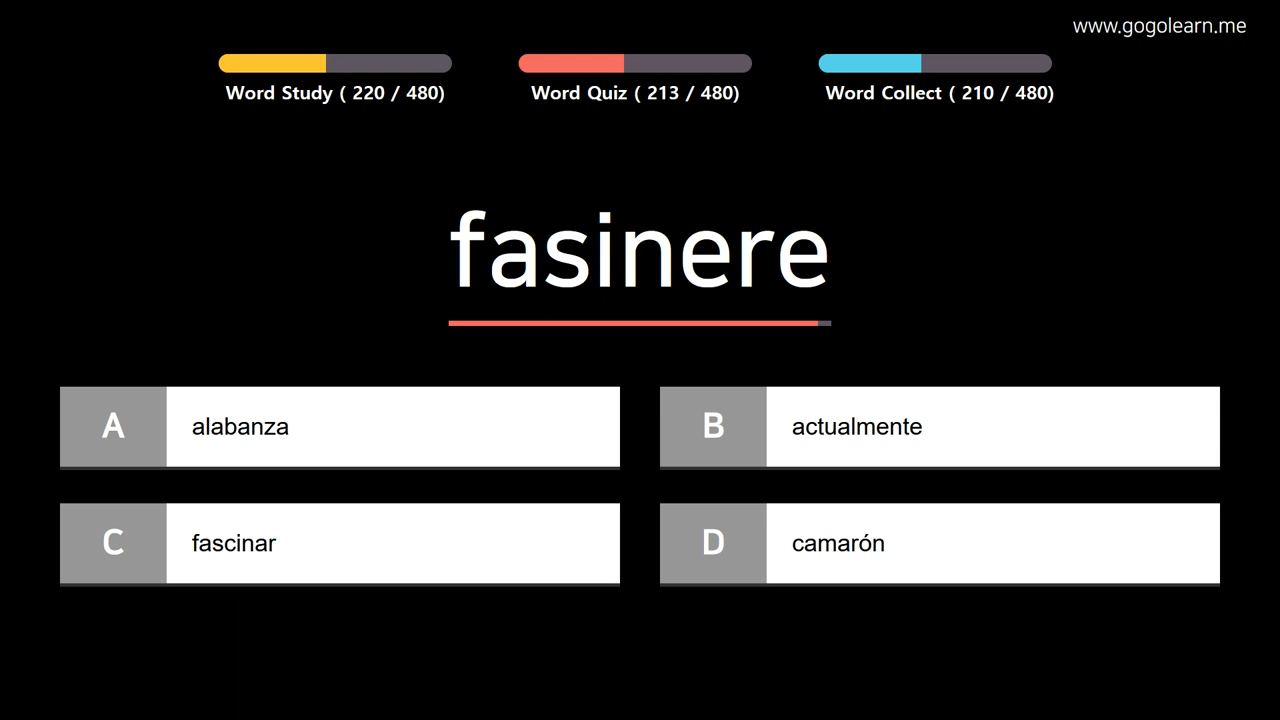 www.gogolearn.me
Word Study ( 220 / 480)
Word Quiz ( 213 / 480)
Word Collect ( 210 / 480)
fasinere
A alabanza
B actualmente
C fascinar
D camarón